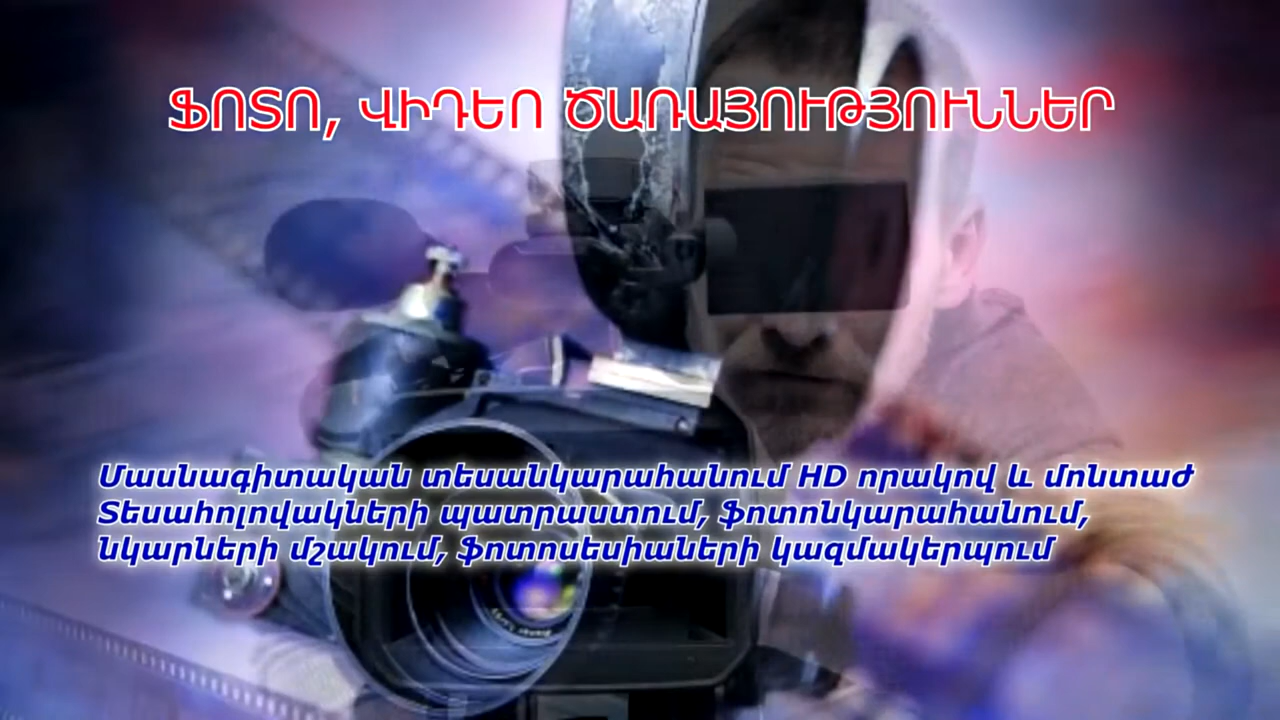 ՖՈՏՈ, ՎԻԴԵՈ ԾԱՌԱՅՈՒԹՅՈՒՆՆԵՐ
Մասնագիտական տեսանկարահանում HD որակով և մոնտաժ
Տեսահոլովակների պատրաստում, ֆոտոնկարահանում,
նկարների մշակում, ֆոտոսեսիաների կազմակերպում